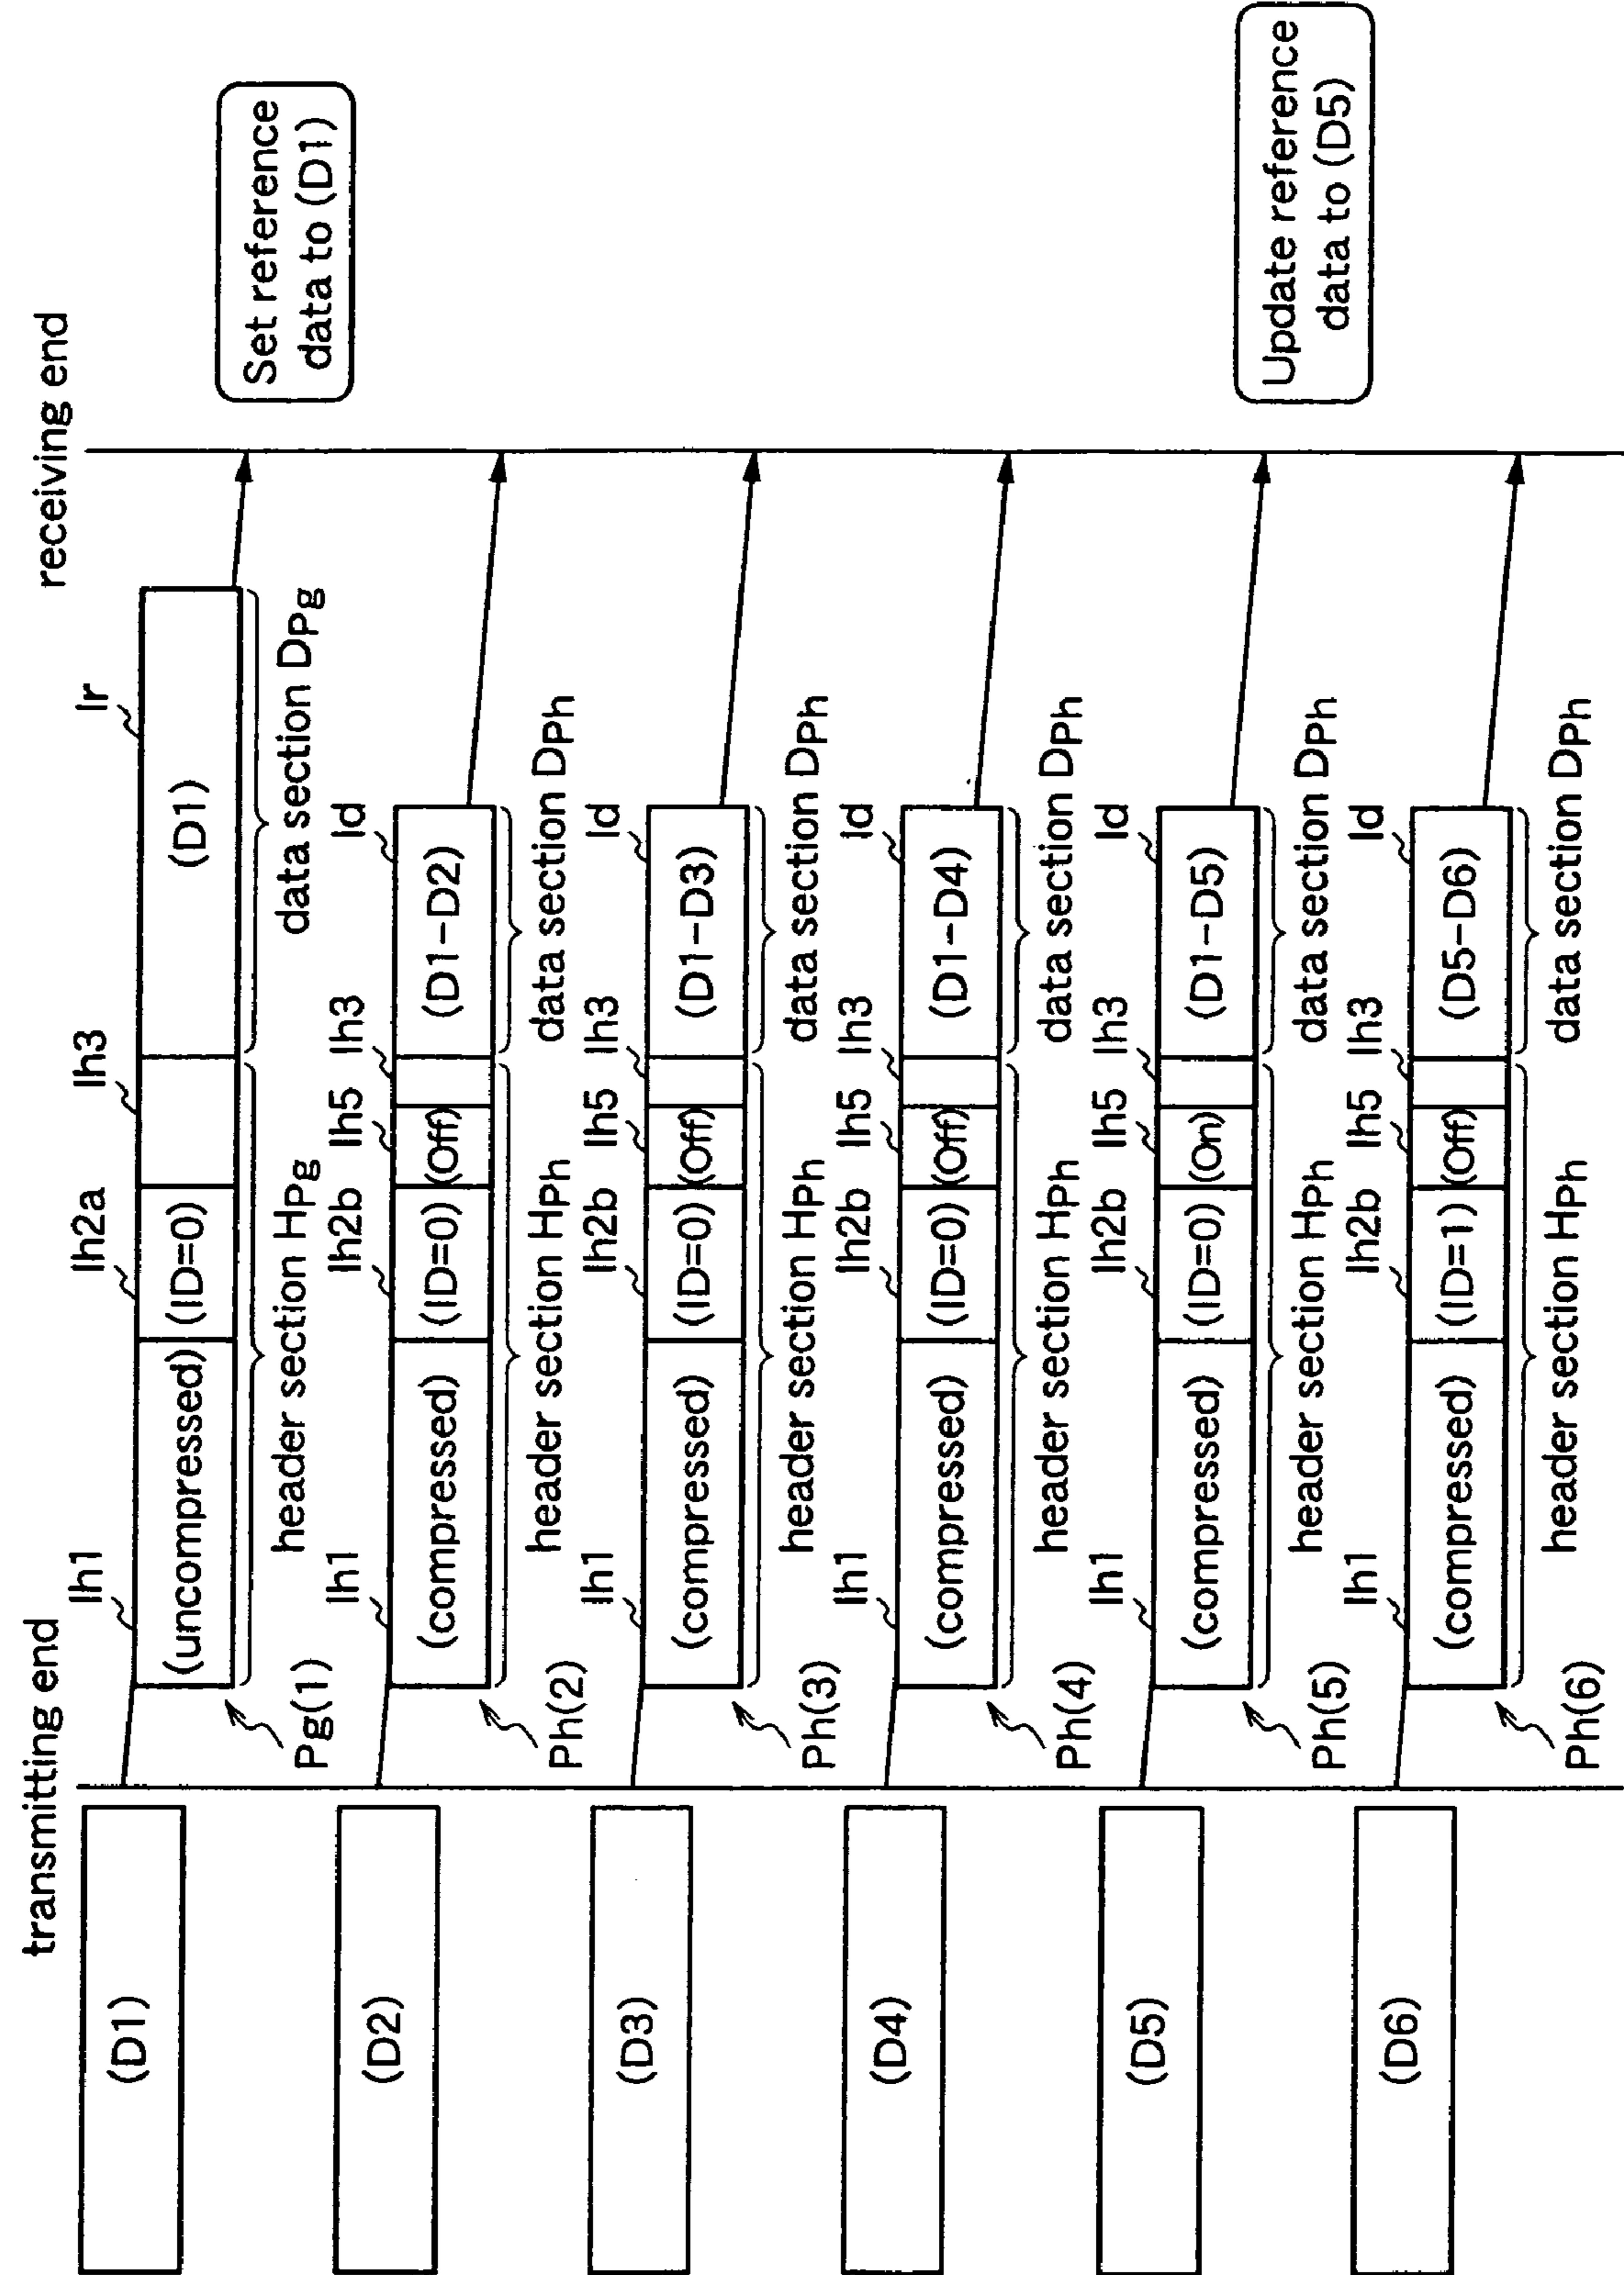 transmitting end
receiving end
(D1)
Ih1
Ih2a
Ih3
Ir
(uncompressed)
(ID=0)
(D1)
Pg(1)
header section HPg
data section DPg
Set reference
data to (D1)
(D2)
Ih1
Ih2b
Ih5
Ih3
Id
(compressed)
(ID=0)
(Off)
(D1-D2)
Ph(2)
header section HPh
data section DPh
(D3)
Ih1
Ih2b
Ih5
Ih3
Id
(compressed)
(ID=0)
(Off)
(D1-D3)
Ph(3)
header section HPh
data section DPh
(D4)
Ih1
Ih2b
Ih5
Ih3
Id
(compressed)
(ID=0)
(Off)
(D1-D4)
Ph(4)
header section HPh
data section DPh
(D5)
Ih1
Ih2b
Ih5
Ih3
Id
(compressed)
(ID=0)
(On)
(D1-D5)
Ph(5)
header section HPh
data section DPh
Update reference
data to (D5)
(D6)
Ih1
Ih2b
Ih5
Ih3
Id
(compressed)
(ID=1)
(Off)
(D5-D6)
Ph(6)
header section HPh
data section DPh